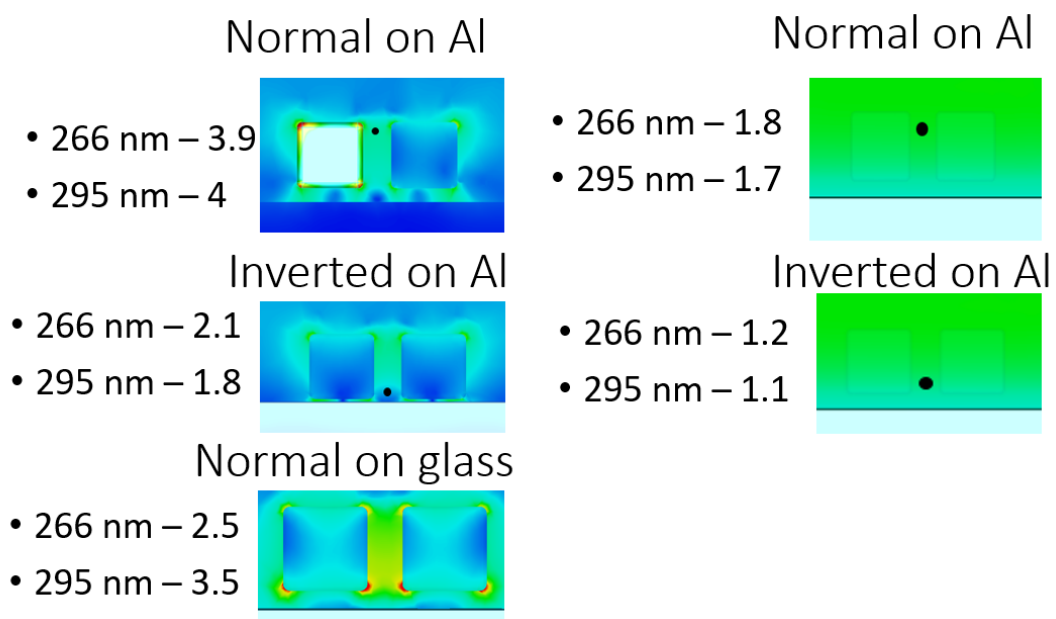 Normal on Al
• 266 nm – 3.9
• 295 nm – 4
Inverted on Al
• 266 nm – 2.1
• 295 nm – 1.8
Normal on glass
• 266 nm – 2.5
• 295 nm – 3.5
Normal on Al
• 266 nm – 1.8
• 295 nm – 1.7
Inverted on Al
• 266 nm – 1.2
• 295 nm – 1.1